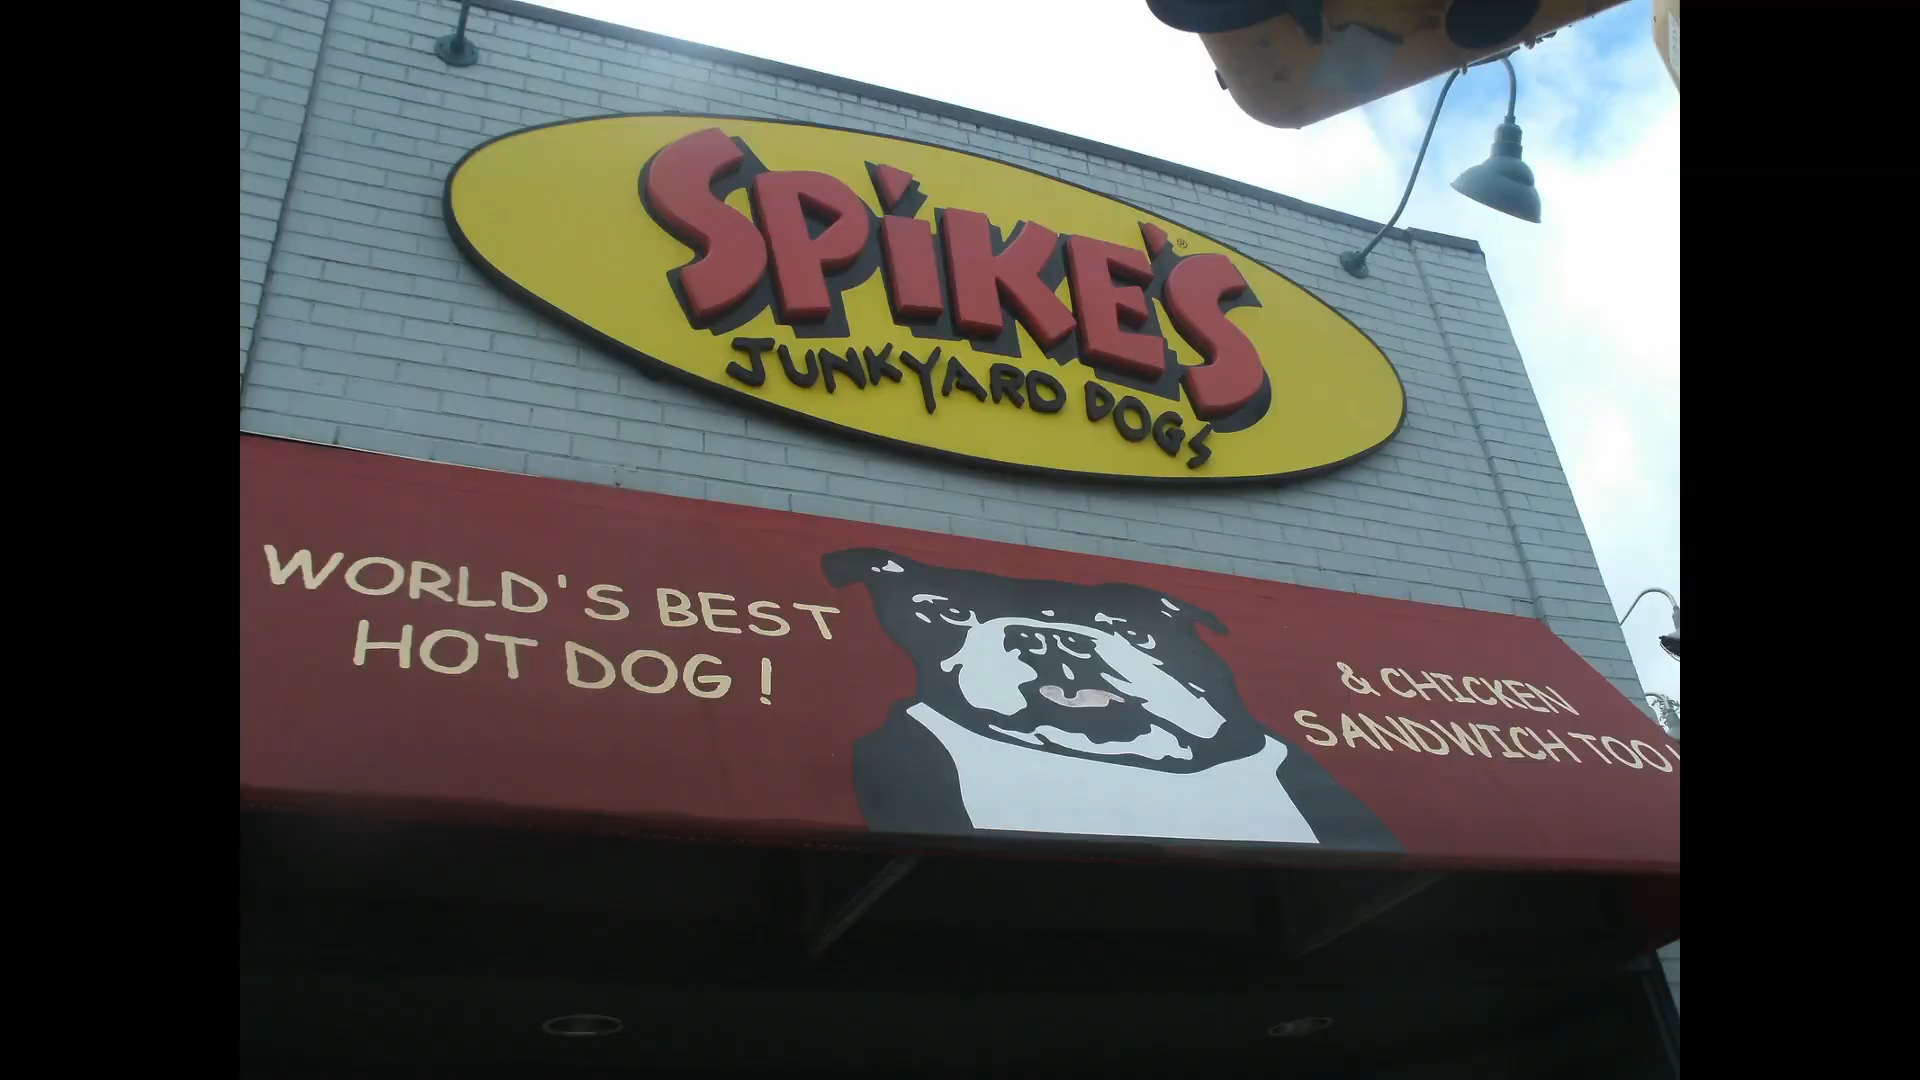 SPiKE'S®
JUNKYARD DOGS
WORLD'S BEST
HOT DOG!
& CHICKEN
SANDWICH TOO!